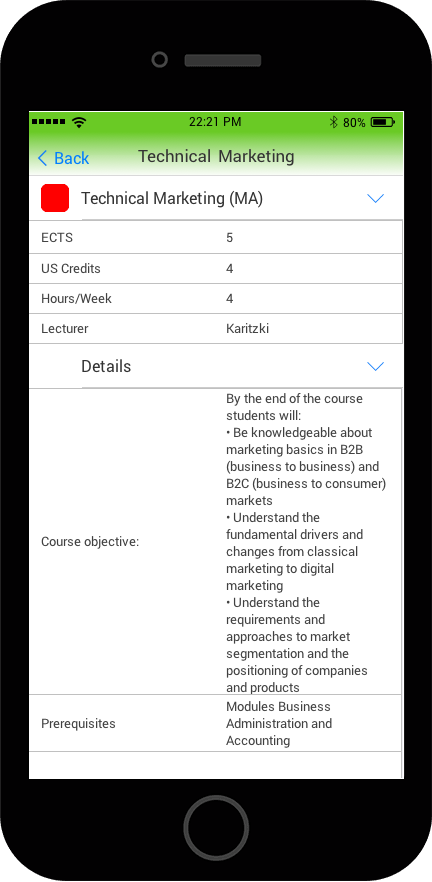 22:21 PM 80%
Back Technical Marketing
Technical Marketing (MA)
ECTS 5
US Credits 4
Hours/Week 4
Lecturer Karitzki
Details
Course objective:
By the end of the course
students will:
• Be knowledgeable about
marketing basics in B2B
(business to business) and
B2C (business to consumer)
markets
• Understand the
fundamental drivers and
changes from classical
marketing to digital
marketing
• Understand the
requirements and
approaches to market
segmentation and the
positioning of companies
and products
Prerequisites
Modules Business
Administration and
Accounting